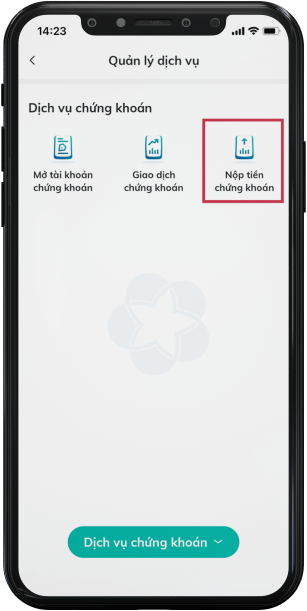 14:23
Quản lý dịch vụ
Dịch vụ chứng khoán
Mở tài khoản
chứng khoán
Giao dịch
chứng khoán
Nộp tiền
chứng khoán
Dịch vụ chứng khoán